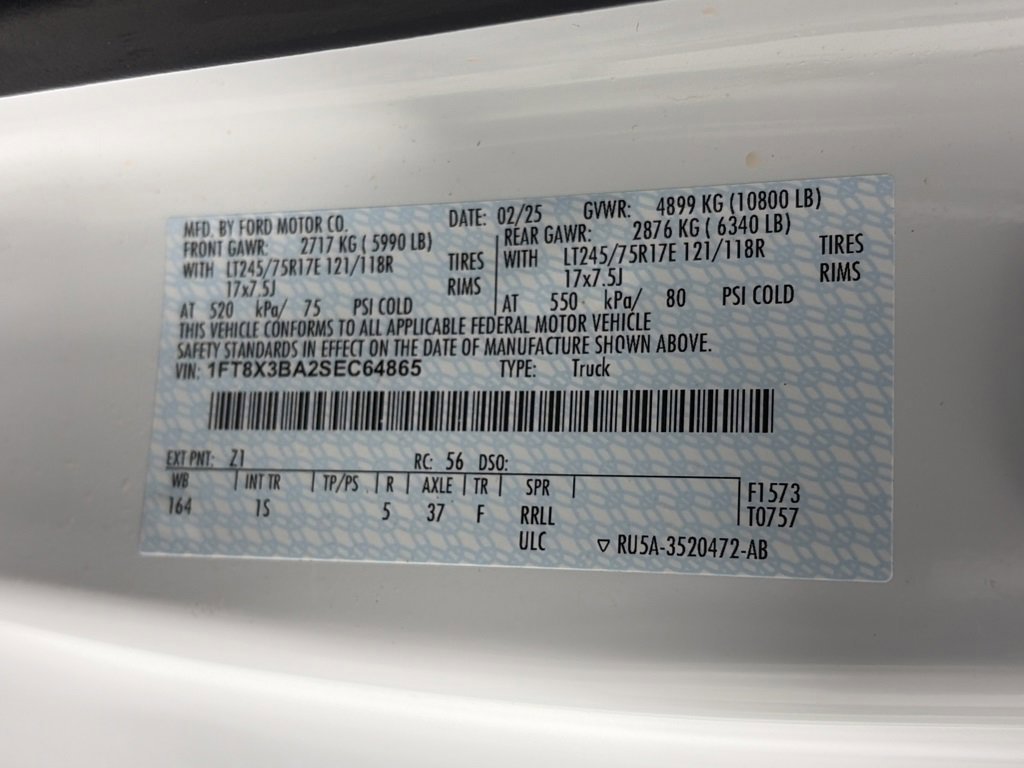 MFD. BY FORD MOTOR CO. DATE: 02/25 GVWR: 4899 KG (10800 LB)
FRONT GAWR: 2717 KG ( 5990 LB) REAR GAWR: 2876 KG ( 6340 LB)
WITH LT245/75R17E 121/118R TIRES WITH LT245/75R17E 121/118R TIRES
17x7.5J RIMS 17x7.5J RIMS
AT 520 kPa/ 75 PSI COLD AT 550 kPa/ 80 PSI COLD
THIS VEHICLE CONFORMS TO ALL APPLICABLE FEDERAL MOTOR VEHICLE
SAFETY STANDARDS IN EFFECT ON THE DATE OF MANUFACTURE SHOWN ABOVE.
VIN: 1FT8X3BA2SEC64865 TYPE: Truck
EXT PNT: Z1 RC: 56 DSO:
WB INT TR TP/PS R AXLE TR SPR F1573
164 1S 5 37 F RRLL T0757
ULC RU5A-3520472-AB